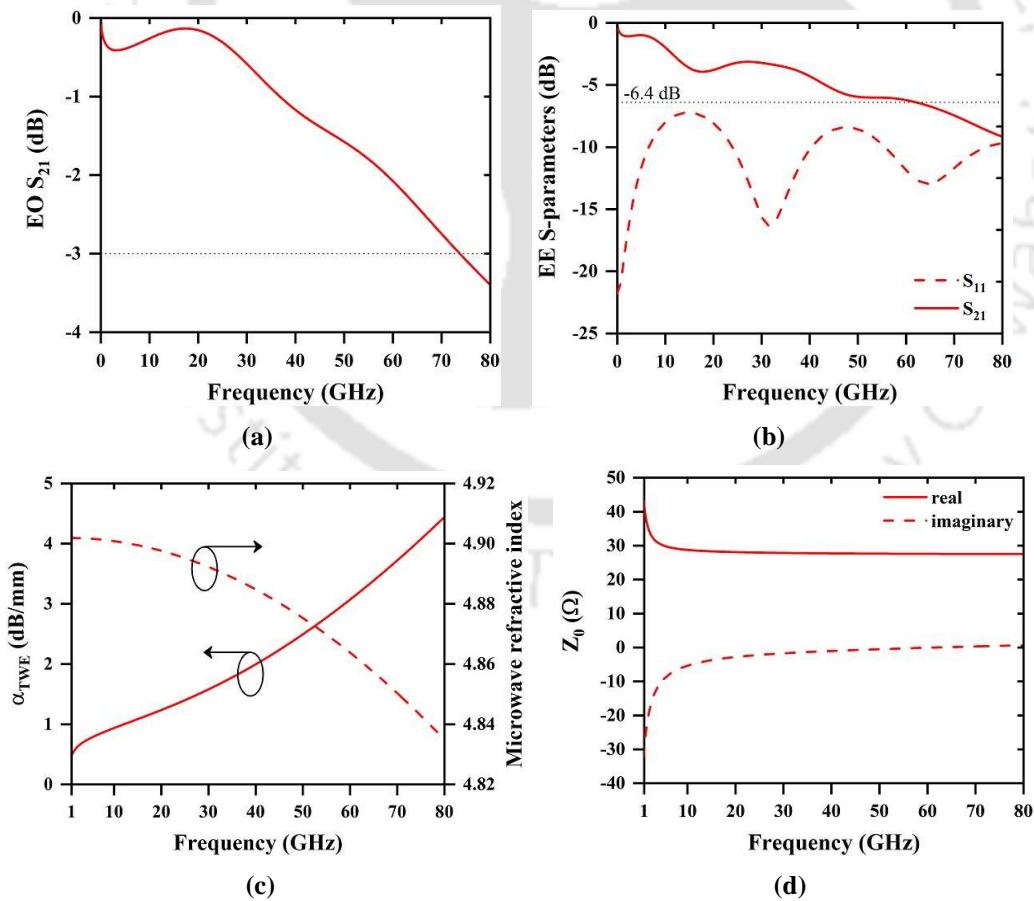 0
-1
-2
-3
-4
EO S21 (dB)
0 10 20 30 40 50 60 70 80
Frequency (GHz)
(a)
0
-5
-10
-15
-20
-25
EE S-parameters (dB)
-6.4 dB
S11
S21
0 10 20 30 40 50 60 70 80
Frequency (GHz)
(b)
5
4
3
2
1
0
αTWE (dB/mm)
4.92
4.90
4.88
4.86
4.84
4.82
Microwave refractive index
1 10 20 30 40 50 60 70 80
Frequency (GHz)
(c)
50
40
30
20
10
0
-10
-20
-30
-40
Z0 (Ω)
real
imaginary
1 10 20 30 40 50 60 70 80
Frequency (GHz)
(d)